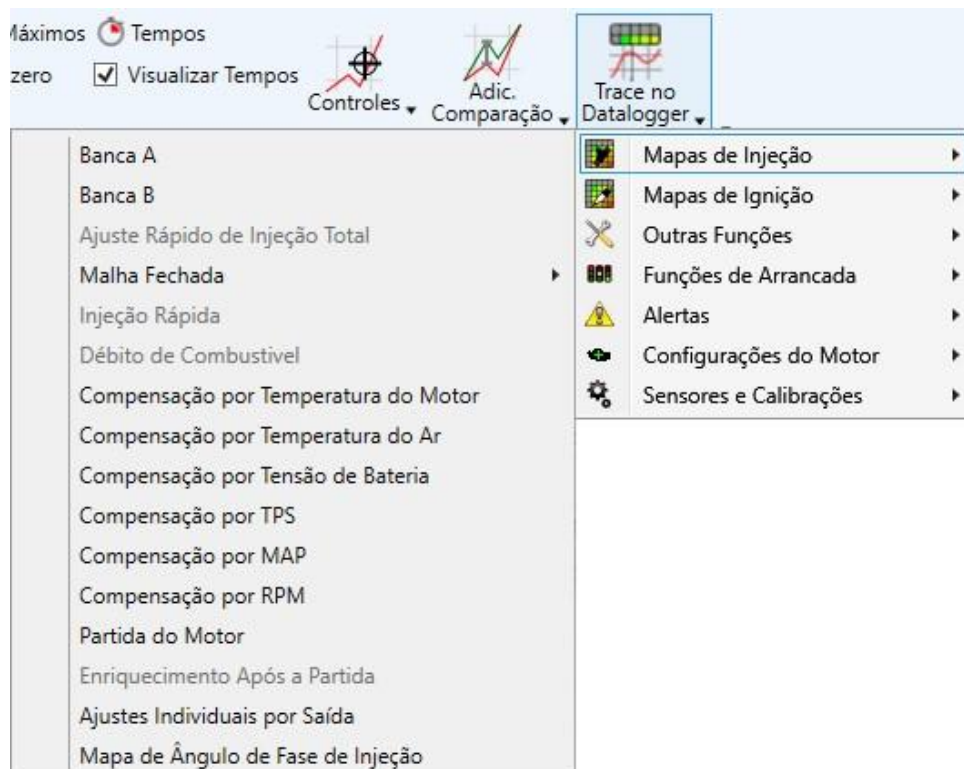 Máximos
Tempos
zero
Visualizar Tempos
Controles
Adic.
Comparação
Trace no
Datalogger
Banca A
Banca B
Ajuste Rápido de Injeção Total
Malha Fechada
Injeção Rápida
Débito de Combustivel
Compensação por Temperatura do Motor
Compensação por Temperatura do Ar
Compensação por Tensão de Bateria
Compensação por TPS
Compensação por MAP
Compensação por RPM
Partida do Motor
Enriquecimento Após a Partida
Ajustes Individuais por Saída
Mapa de Ângulo de Fase de Injeção
Mapas de Injeção
Mapas de Ignição
Outras Funções
Funções de Arrancada
Alertas
Configurações do Motor
Sensores e Calibrações